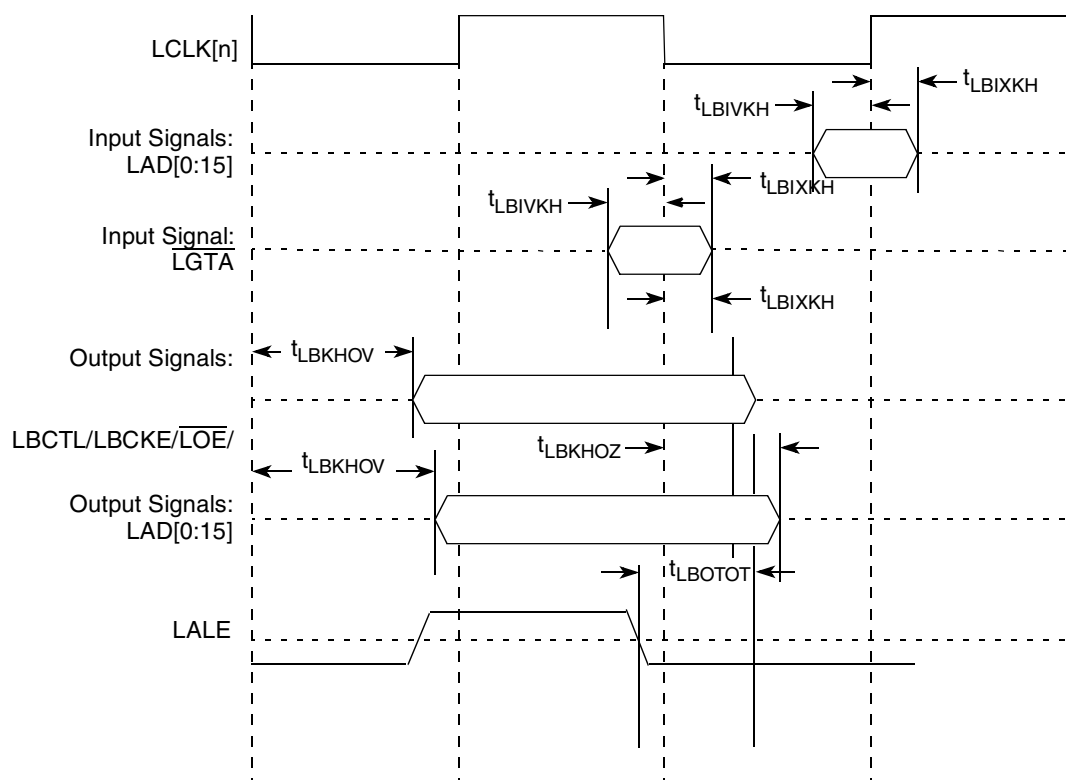 LCLK[n]
tLBIXKH
tLBIVKH
Input Signals:
LAD[0:15]
tLBIXKH
tLBIVKH
Input Signal:
LGTA
tLBIXKH
Output Signals:
tLBKHOV
LBCTL/LBCKE/LOE/
tLBKHOZ
tLBKHOV
Output Signals:
LAD[0:15]
tLBOTOT
LALE